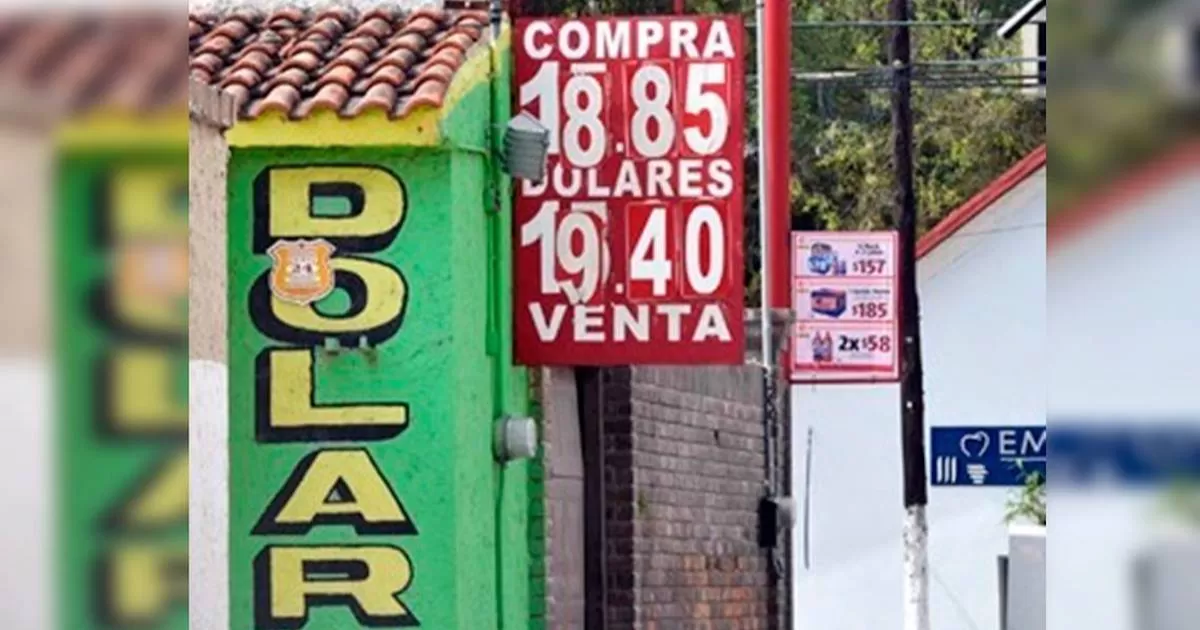 DOLAR
COMPRA
18.85
DOLARES
19.40
VENTA
$157
$185
2x$58
EM